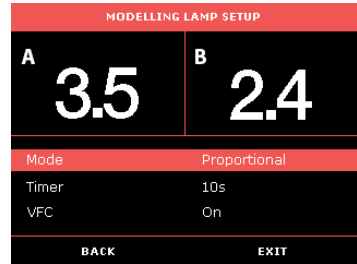 MODELLING LAMP SETUP
A B
3.5 2.4
Mode Proportional
Timer 10s
VFC On
BACK EXIT